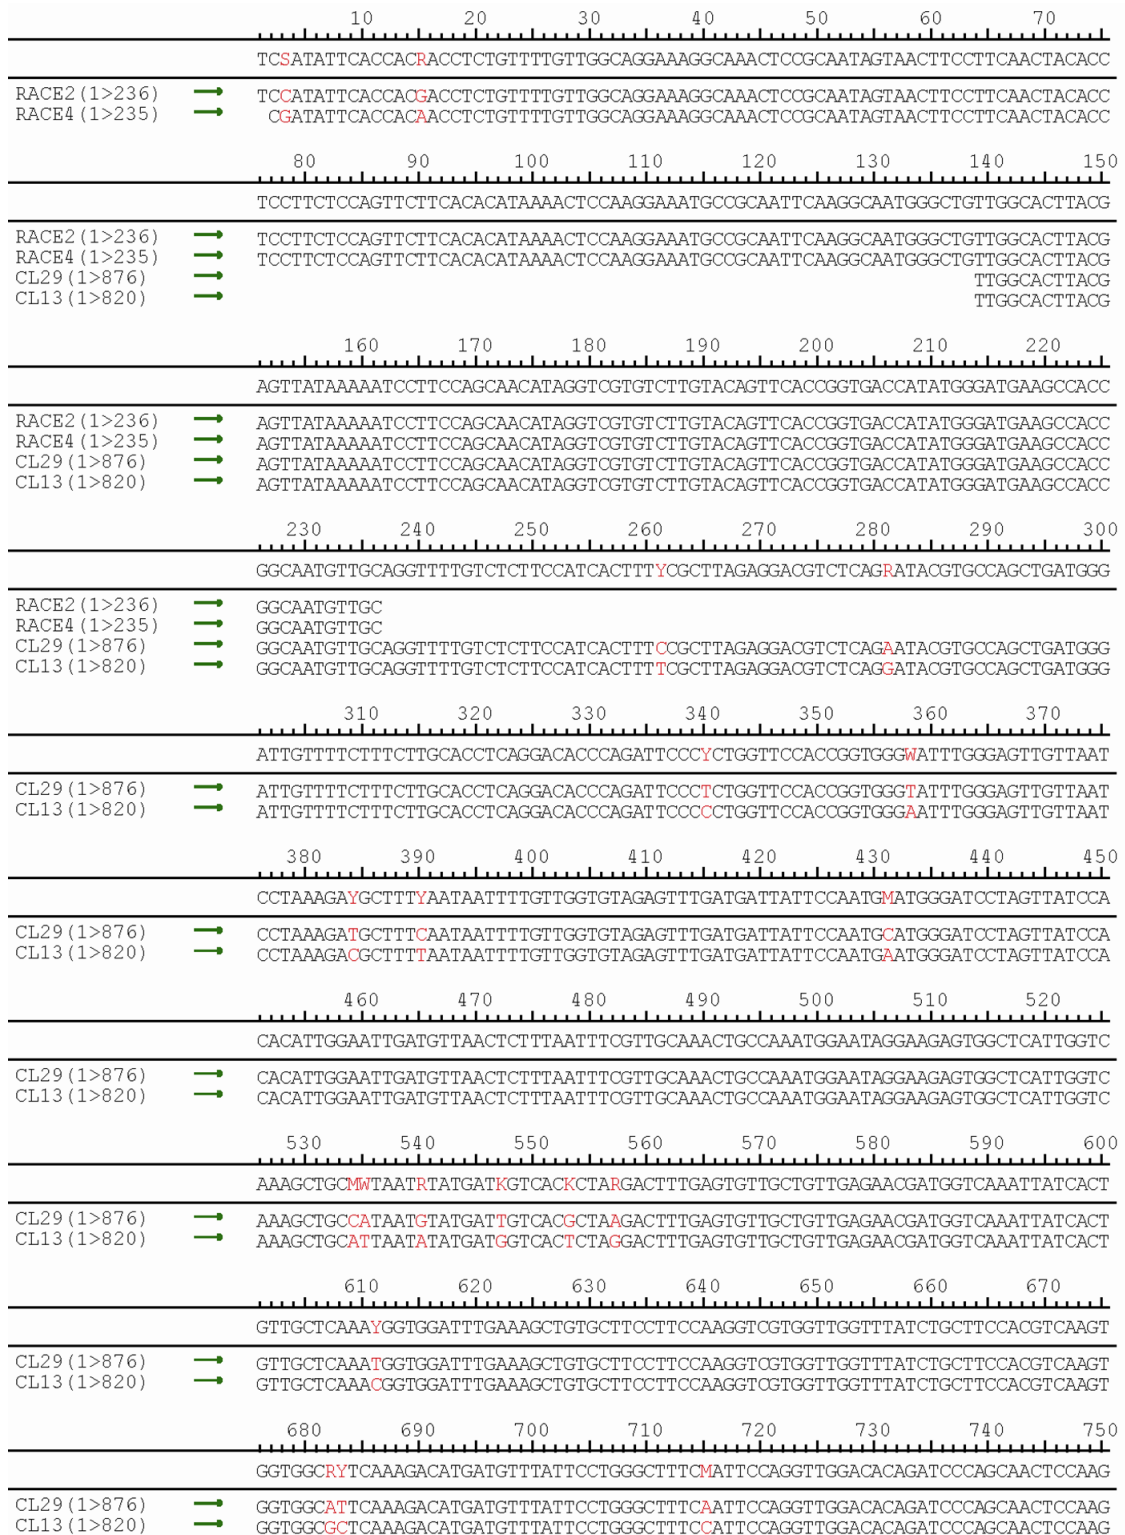 10 20 30 40 50 60 70
TCSATATTCACCACRACCTCTGTTTTGTTGGCAGGAAAGGCAAACTCCGCAATAGTAACTTCCTTCAACTACACC
RACE2(1>236) TCCATATTCACCACGACCTCTGTTTTGTTGGCAGGAAAGGCAAACTCCGCAATAGTAACTTCCTTCAACTACACC
RACE4(1>235) CGATATTCACCACAACCTCTGTTTTGTTGGCAGGAAAGGCAAACTCCGCAATAGTAACTTCCTTCAACTACACC
80 90 100 110 120 130 140 150
TCCTTCTCCAGTTCTTCACACATAAAACTCCAAGGAAATGCCGCAATTCAAGGCAATGGGCTGTTGGCACTTACG
RACE2(1>236) TCCTTCTCCAGTTCTTCACACATAAAACTCCAAGGAAATGCCGCAATTCAAGGCAATGGGCTGTTGGCACTTACG
RACE4(1>235) TCCTTCTCCAGTTCTTCACACATAAAACTCCAAGGAAATGCCGCAATTCAAGGCAATGGGCTGTTGGCACTTACG
CL29(1>876) TTGGCACTTACG
CL13(1>820) TTGGCACTTACG
160 170 180 190 200 210 220
AGTTATAAAAATCCTTCCAGCAACATAGGTCGTGTCTTGTACAGTTCACCGGTGACCATATGGGATGAAGCCACC
RACE2(1>236) AGTTATAAAAATCCTTCCAGCAACATAGGTCGTGTCTTGTACAGTTCACCGGTGACCATATGGGATGAAGCCACC
RACE4(1>235) AGTTATAAAAATCCTTCCAGCAACATAGGTCGTGTCTTGTACAGTTCACCGGTGACCATATGGGATGAAGCCACC
CL29(1>876) AGTTATAAAAATCCTTCCAGCAACATAGGTCGTGTCTTGTACAGTTCACCGGTGACCATATGGGATGAAGCCACC
CL13(1>820) AGTTATAAAAATCCTTCCAGCAACATAGGTCGTGTCTTGTACAGTTCACCGGTGACCATATGGGATGAAGCCACC
230 240 250 260 270 280 290 300
GGCAATGTTGCAGGTTTTGTCTCTTCCATCACTTTYCGCTTAGAGGACGTCTCAGRATACGTGCCAGCTGATGGG
RACE2(1>236) GGCAATGTTGC
RACE4(1>235) GGCAATGTTGC
CL29(1>876) GGCAATGTTGCAGGTTTTGTCTCTTCCATCACTTTCCGCTTAGAGGACGTCTCAGAATACGTGCCAGCTGATGGG
CL13(1>820) GGCAATGTTGCAGGTTTTGTCTCTTCCATCACTTTTCGCTTAGAGGACGTCTCAGGATACGTGCCAGCTGATGGG
310 320 330 340 350 360 370
ATTGTTTTCTTTCTTGCACCTCAGGACACCCAGATTCCCYCTGGTTCCACCGGTGGGWATTTGGGAGTTGTTAAT
CL29(1>876) ATTGTTTTCTTTCTTGCACCTCAGGACACCCAGATTCCCTCTGGTTCCACCGGTGGGTATTTGGGAGTTGTTAAT
CL13(1>820) ATTGTTTTCTTTCTTGCACCTCAGGACACCCAGATTCCCCCTGGTTCCACCGGTGGGAATTTGGGAGTTGTTAAT
380 390 400 410 420 430 440 450
CCTAAAGAYGCTTTYAATAATTTTGTTGGTGTAGAGTTTGATGATTATTCCAATGMATGGGATCCTAGTTATCCA
CL29(1>876) CCTAAAGATGCTTTCAATAATTTTGTTGGTGTAGAGTTTGATGATTATTCCAATGCATGGGATCCTAGTTATCCA
CL13(1>820) CCTAAAGACGCTTTTAATAATTTTGTTGGTGTAGAGTTTGATGATTATTCCAATGAATGGGATCCTAGTTATCCA
460 470 480 490 500 510 520
CACATTGGAATTGATGTTAACTCTTTAATTTCGTTGCAAACTGCCAAATGGAATAGGAAGAGTGGCTCATTGGTC
CL29(1>876) CACATTGGAATTGATGTTAACTCTTTAATTTCGTTGCAAACTGCCAAATGGAATAGGAAGAGTGGCTCATTGGTC
CL13(1>820) CACATTGGAATTGATGTTAACTCTTTAATTTCGTTGCAAACTGCCAAATGGAATAGGAAGAGTGGCTCATTGGTC
530 540 550 560 570 580 590 600
AAAGCTGCMWTAATRTATGATKGTCACKCTARGACTTTGAGTGTTGCTGTTGAGAACGATGGTCAAATTATCACT
CL29(1>876) AAAGCTGCCATAATGTATGATTGTCACGCTAAGACTTTGAGTGTTGCTGTTGAGAACGATGGTCAAATTATCACT
CL13(1>820) AAAGCTGCATTAATATATGATGGTCACTCTAGGACTTTGAGTGTTGCTGTTGAGAACGATGGTCAAATTATCACT
610 620 630 640 650 660 670
GTTGCTCAAAYGGTGGATTTGAAAGCTGTGCTTCCTTCCAAGGTCGTGGTTGGTTTATCTGCTTCCACGTCAAGT
CL29(1>876) GTTGCTCAAATGGTGGATTTGAAAGCTGTGCTTCCTTCCAAGGTCGTGGTTGGTTTATCTGCTTCCACGTCAAGT
CL13(1>820) GTTGCTCAAACGGTGGATTTGAAAGCTGTGCTTCCTTCCAAGGTCGTGGTTGGTTTATCTGCTTCCACGTCAAGT
680 690 700 710 720 730 740 750
GGTGGCRYTCAAAGACATGATGTTTATTCCTGGGCTTTCMATTCCAGGTTGGACACAGATCCCAGCAACTCCAAG
CL29(1>876) GGTGGCATTCAAAGACATGATGTTTATTCCTGGGCTTTCAATTCCAGGTTGGACACAGATCCCAGCAACTCCAAG
CL13(1>820) GGTGGCGCTCAAAGACATGATGTTTATTCCTGGGCTTTCCATTCCAGGTTGGACACAGATCCCAGCAACTCCAAG